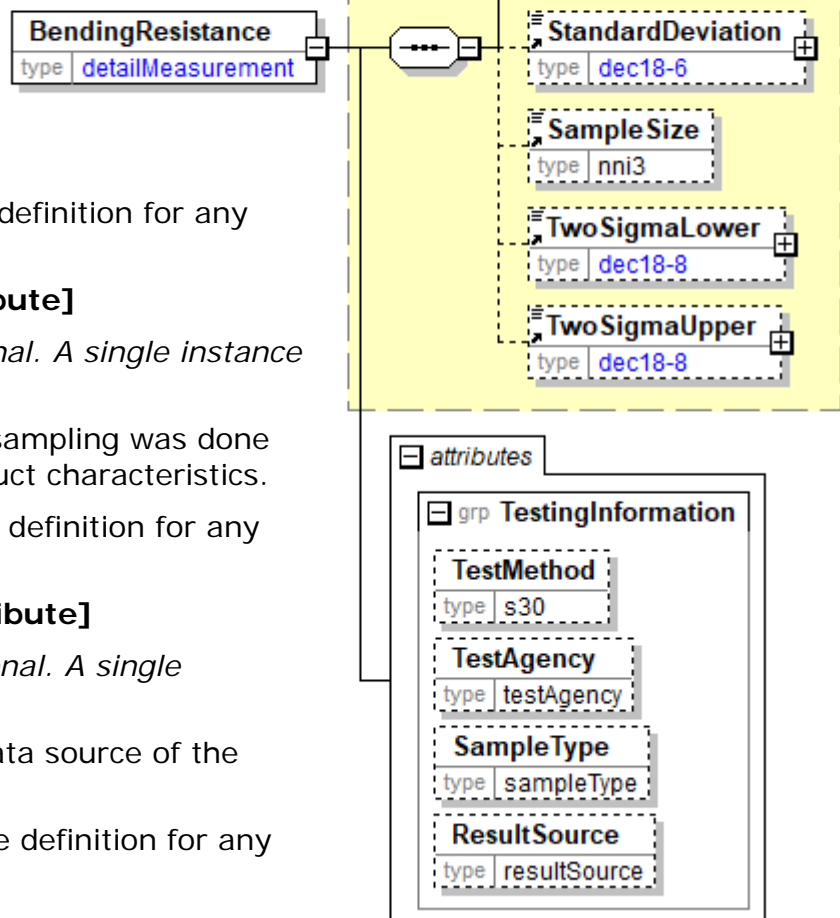 BendingResistance
type detailMeasurement
StandardDeviation
type dec18-6
SampleSize
type nni3
TwoSigmaLower
type dec18-8
TwoSigmaUpper
type dec18-8
definition for any
bute]
nal. A single instance
sampling was done
uct characteristics.
definition for any
ibute]
onal. A single
ata source of the
e definition for any
attributes
grp TestingInformation
TestMethod
type s30
TestAgency
type testAgency
SampleType
type sampleType
ResultSource
type resultSource